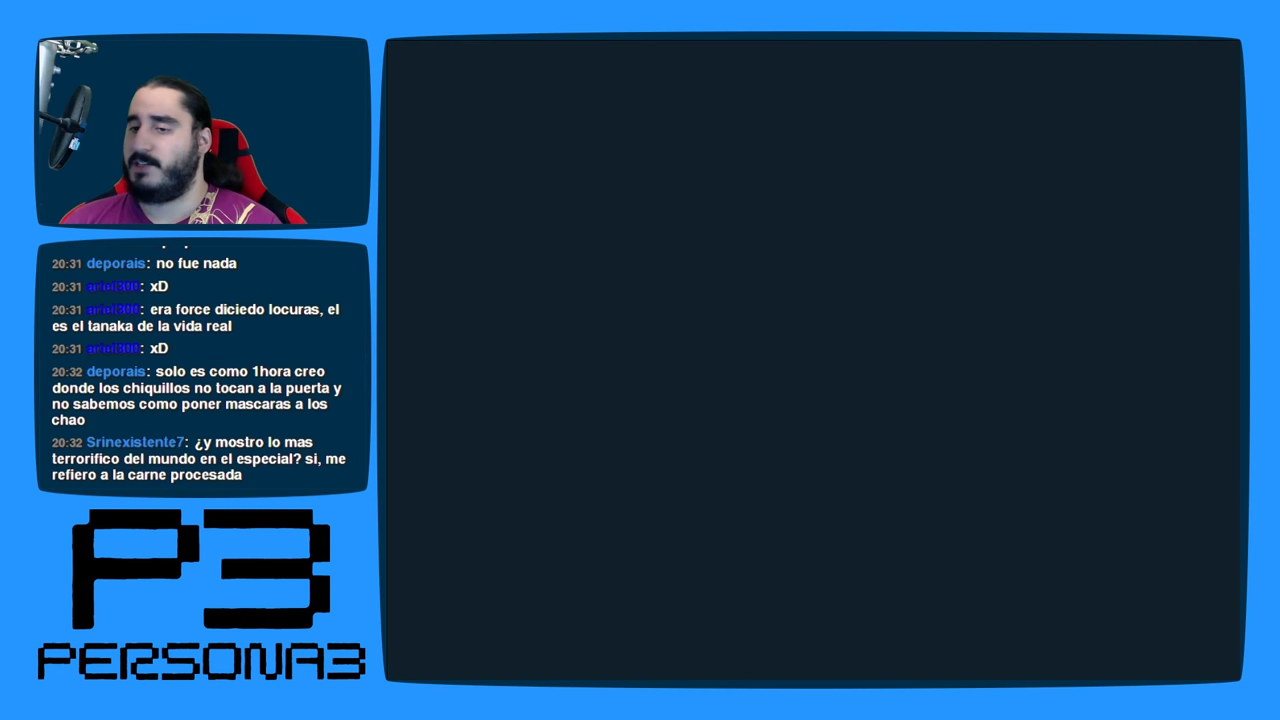 20:31 deporais: no fue nada
20:31 ariel300: xD
20:31 ariel300: era force diciedo locuras, el
es el tanaka de la vida real
20:31 ariel300: xD
20:32 deporais: solo es como 1hora creo
donde los chiquillos no tocan a la puerta y
no sabemos como poner mascaras a los
chao
20:32 Srinexistente7: ¿y mostro lo mas
terrorifico del mundo en el especial? si, me
refiero a la carne procesada
P3
PERSONA3